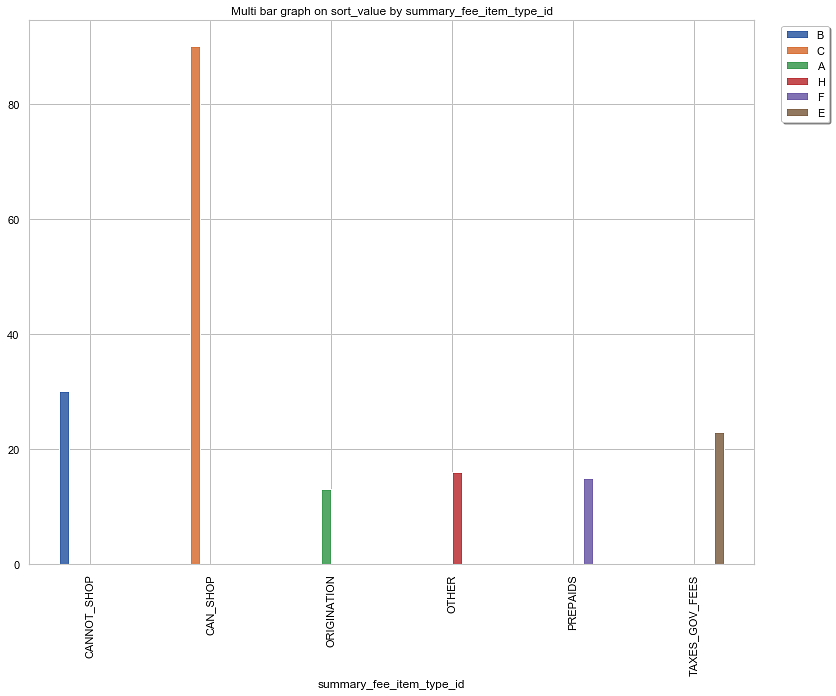 Multi bar graph on sort_value by summary_fee_item_type_id
B
C
A
H
F
E
80
60
40
20
0
CANNOT_SHOP
CAN_SHOP
ORIGINATION
OTHER
PREPAIDS
TAXES_GOV_FEES
summary_fee_item_type_id